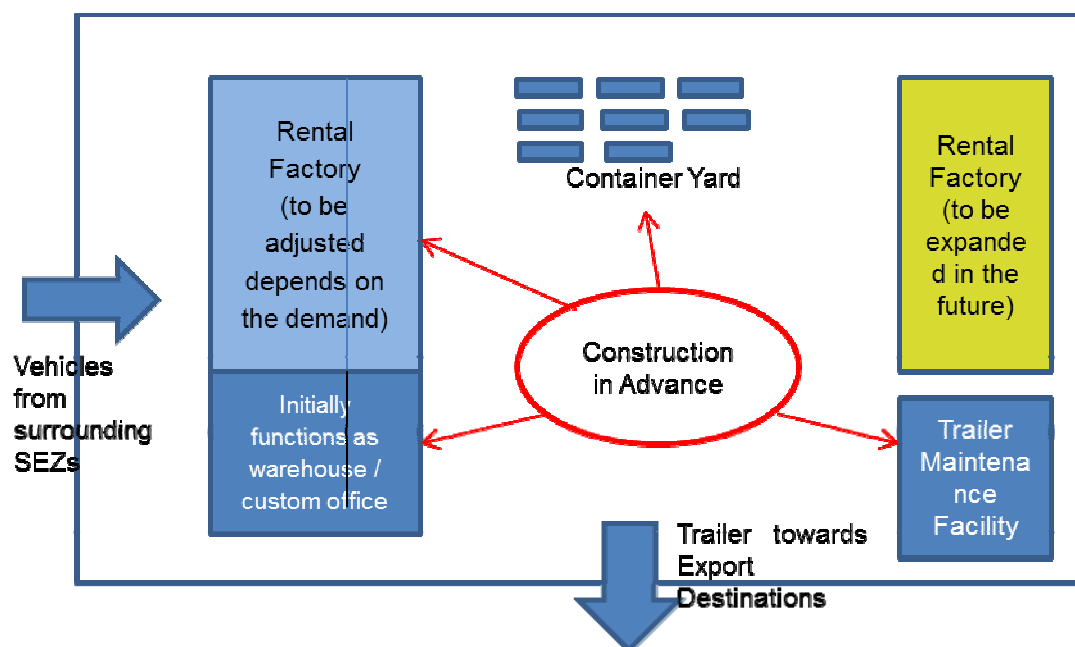 Rental
Factory
(to be
adjusted
depends on
the demand)
Container Yard
Rental
Factory
(to be
expande
d in the
future)
Vehicles
from
surrounding
SEZs
Construction
in Advance
Initially
functions as
warehouse /
custom office
Trailer
Maintena
nce
Facility
Trailer towards
Export
Destinations